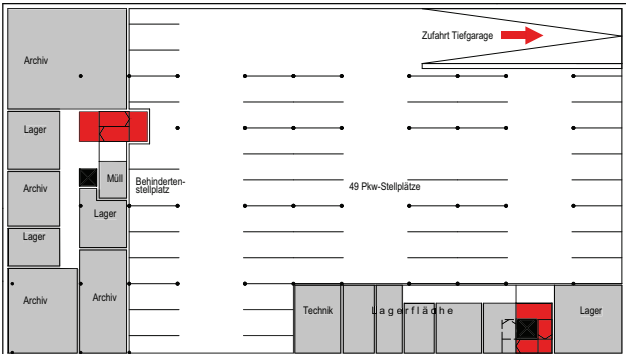 Zufahrt Tiefgarage
Archiv
Lager
Müll
Behinderten-
stellplatz
49 Pkw-Stellplätze
Archiv
Lager
Lager
Archiv
Archiv
Technik
Lagerfläche
Lager